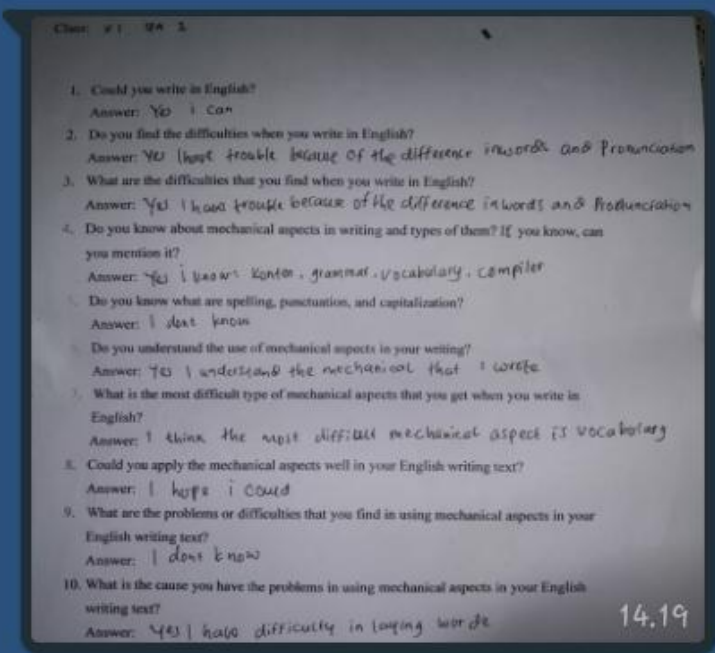 Class: XI
1. Could you write in English?
Answer: Yes i can
2. Do you find the difficulties when you write in English?
Answer: Yes I have trouble because of the difference in words and Pronunciation
3. What are the difficulties that you find when you write in English?
Answer: Yes I have trouble because of the difference in words and Pronunciation
4. Do you know about mechanical aspects in writing and types of them? If you know, can
you mention it?
Answer: Yes i know: Konten, grammar, vocabulary, compiler
Do you know what are spelling, punctuation, and capitalization?
Answer: I dont know
Do you understand the use of mechanical aspects in your writing?
Answer: Yes I understand the mechanical that I wrote
7. What is the most difficult type of mechanical aspects that you get when you write in
English?
Answer: I think the most difficult mechanical aspect is vocabulary
8. Could you apply the mechanical aspects well in your English writing text?
Answer: I hope i could
9. What are the problems or difficulties that you find in using mechanical aspects in your
English writing text?
Answer: I dont know
10. What is the cause you have the problems in using mechanical aspects in your English
writing text?
Answer: Yes I have difficulty in words
14.19